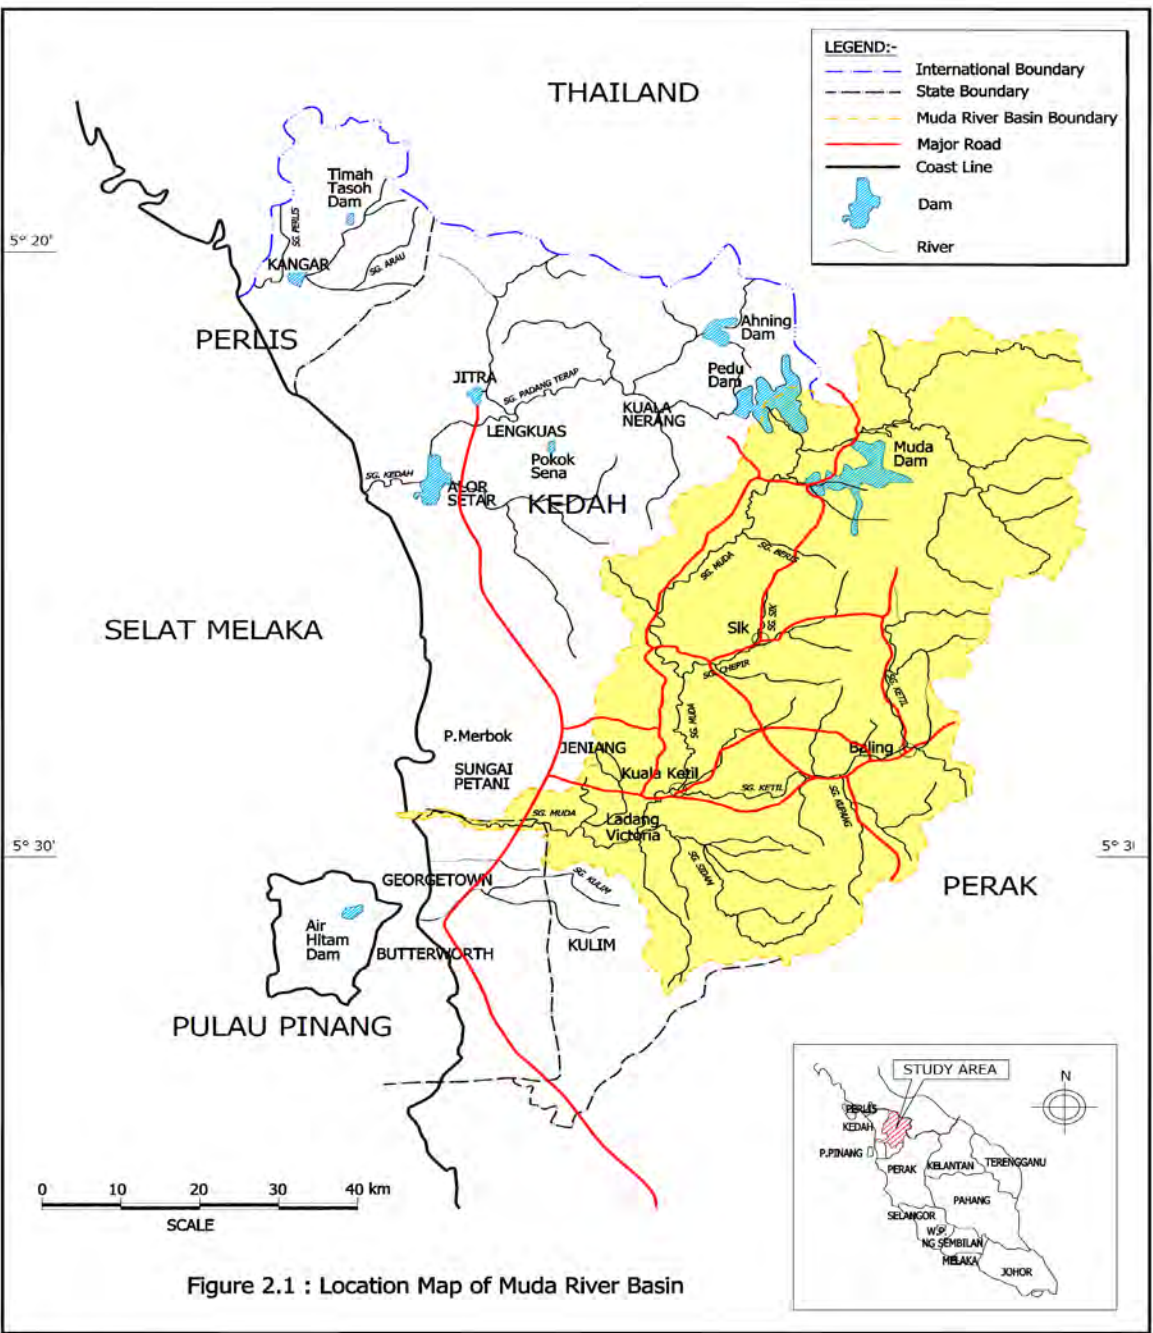 THAILAND
LEGEND:-
International Boundary
State Boundary
Muda River Basin Boundary
Major Road
Coast Line
Dam
River
Timah
Tasoh
Dam
SG. PERLIS
5° 20'
KANGAR
SG. ARAU
PERLIS
Ahning
Dam
Pedu
Dam
JITRA
SG. PADANG TERAP
KUALA
NERANG
LENGKUAS
Pokok
Sena
Muda
Dam
SG. KEDAH
ALOR
SETAR
KEDAH
SG. MUDA
SG. BERIS
SELAT MELAKA
Sik
SG. SIK
SG. CHEPIR
SG. KETIL
SG. MUDA
P.Merbok
JENIANG
Baling
SUNGAI
PETANI
Kuala Ketil
SG. KETIL
SG. KUPANG
SG. MUDA
Ladang
Victoria
5° 30'
5° 3
SG. SIDAM
GEORGETOWN
SG. KULIM
PERAK
Air
Hitam
Dam
BUTTERWORTH
KULIM
PULAU PINANG
STUDY AREA
N
PERLIS
KEDAH
P.PINANG
PERAK
KELANTAN
TERENGGANU
PAHANG
SELANGOR
W.P.
NG SEMBILAN
MELAKA
JOHOR
0 10 20 30 40 km
SCALE
Figure 2.1 : Location Map of Muda River Basin